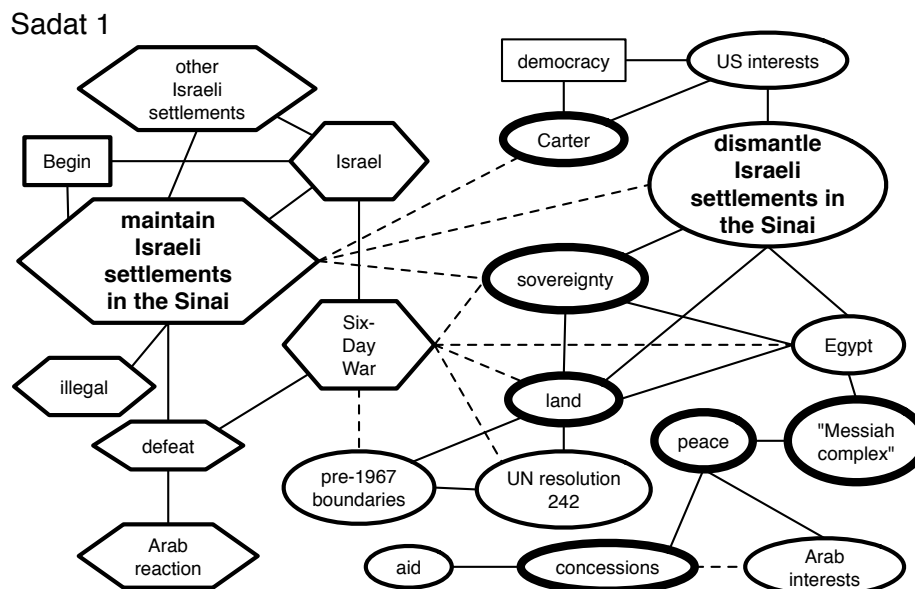 Sadat 1
other
Israeli
settlements
democracy
US interests
Begin
Israel
Carter
dismantle
Israeli
settlements in
the Sinai
maintain
Israeli
settlements
in the Sinai
sovereignty
Six-
Day
War
Egypt
illegal
land
defeat
peace
"Messiah
complex"
pre-1967
boundaries
UN resolution
242
Arab
reaction
aid
concessions
Arab
interests